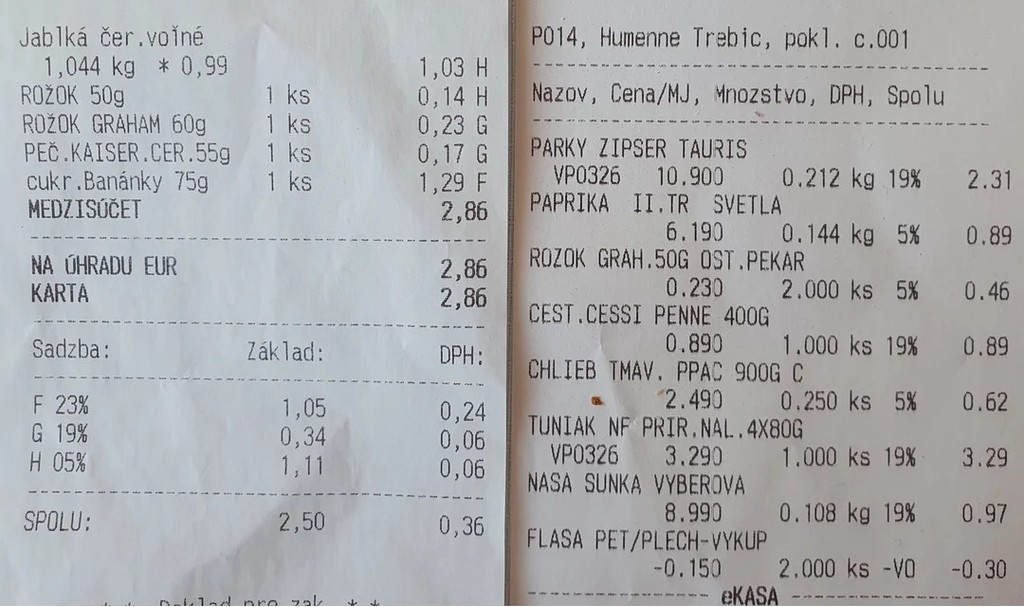 Jablká čer.voľné
1,044 kg * 0,99 1,03 H
ROŽOK 50g 1 ks 0,14 H
ROŽOK GRAHAM 60g 1 ks 0,23 G
PEČ.KAISER.CER.55g 1 ks 0,17 G
cukr.Banánky 75g 1 ks 1,29 F
MEDZISÚČET 2,86
NA ÚHRADU EUR 2,86
KARTA 2,86
Sadzba: Základ: DPH:
F 23% 1,05 0,24
G 19% 0,34 0,06
H 05% 1,11 0,06
SPOLU: 2,50 0,36
* * Doklad pre zák. * *
PO14, Humenne Trebic, pokl. c.001
Nazov, Cena/MJ, Mnozstvo, DPH, Spolu
PARKY ZIPSER TAURIS
VP0326 10.900 0.212 kg 19% 2.31
PAPRIKA II.TR SVETLA
6.190 0.144 kg 5% 0.89
ROZOK GRAH.50G OST.PEKAR
0.230 2.000 ks 5% 0.46
CEST.CESSI PENNE 400G
0.890 1.000 ks 19% 0.89
CHLIEB TMAV. PPAC 900G C
2.490 0.250 ks 5% 0.62
TUNIAK NF PRIR.NAL.4X80G
VP0326 3.290 1.000 ks 19% 3.29
NASA SUNKA VYBEROVA
8.990 0.108 kg 19% 0.97
FLASA PET/PLECH-VYKUP
-0.150 2.000 ks -VO -0.30
eKASA